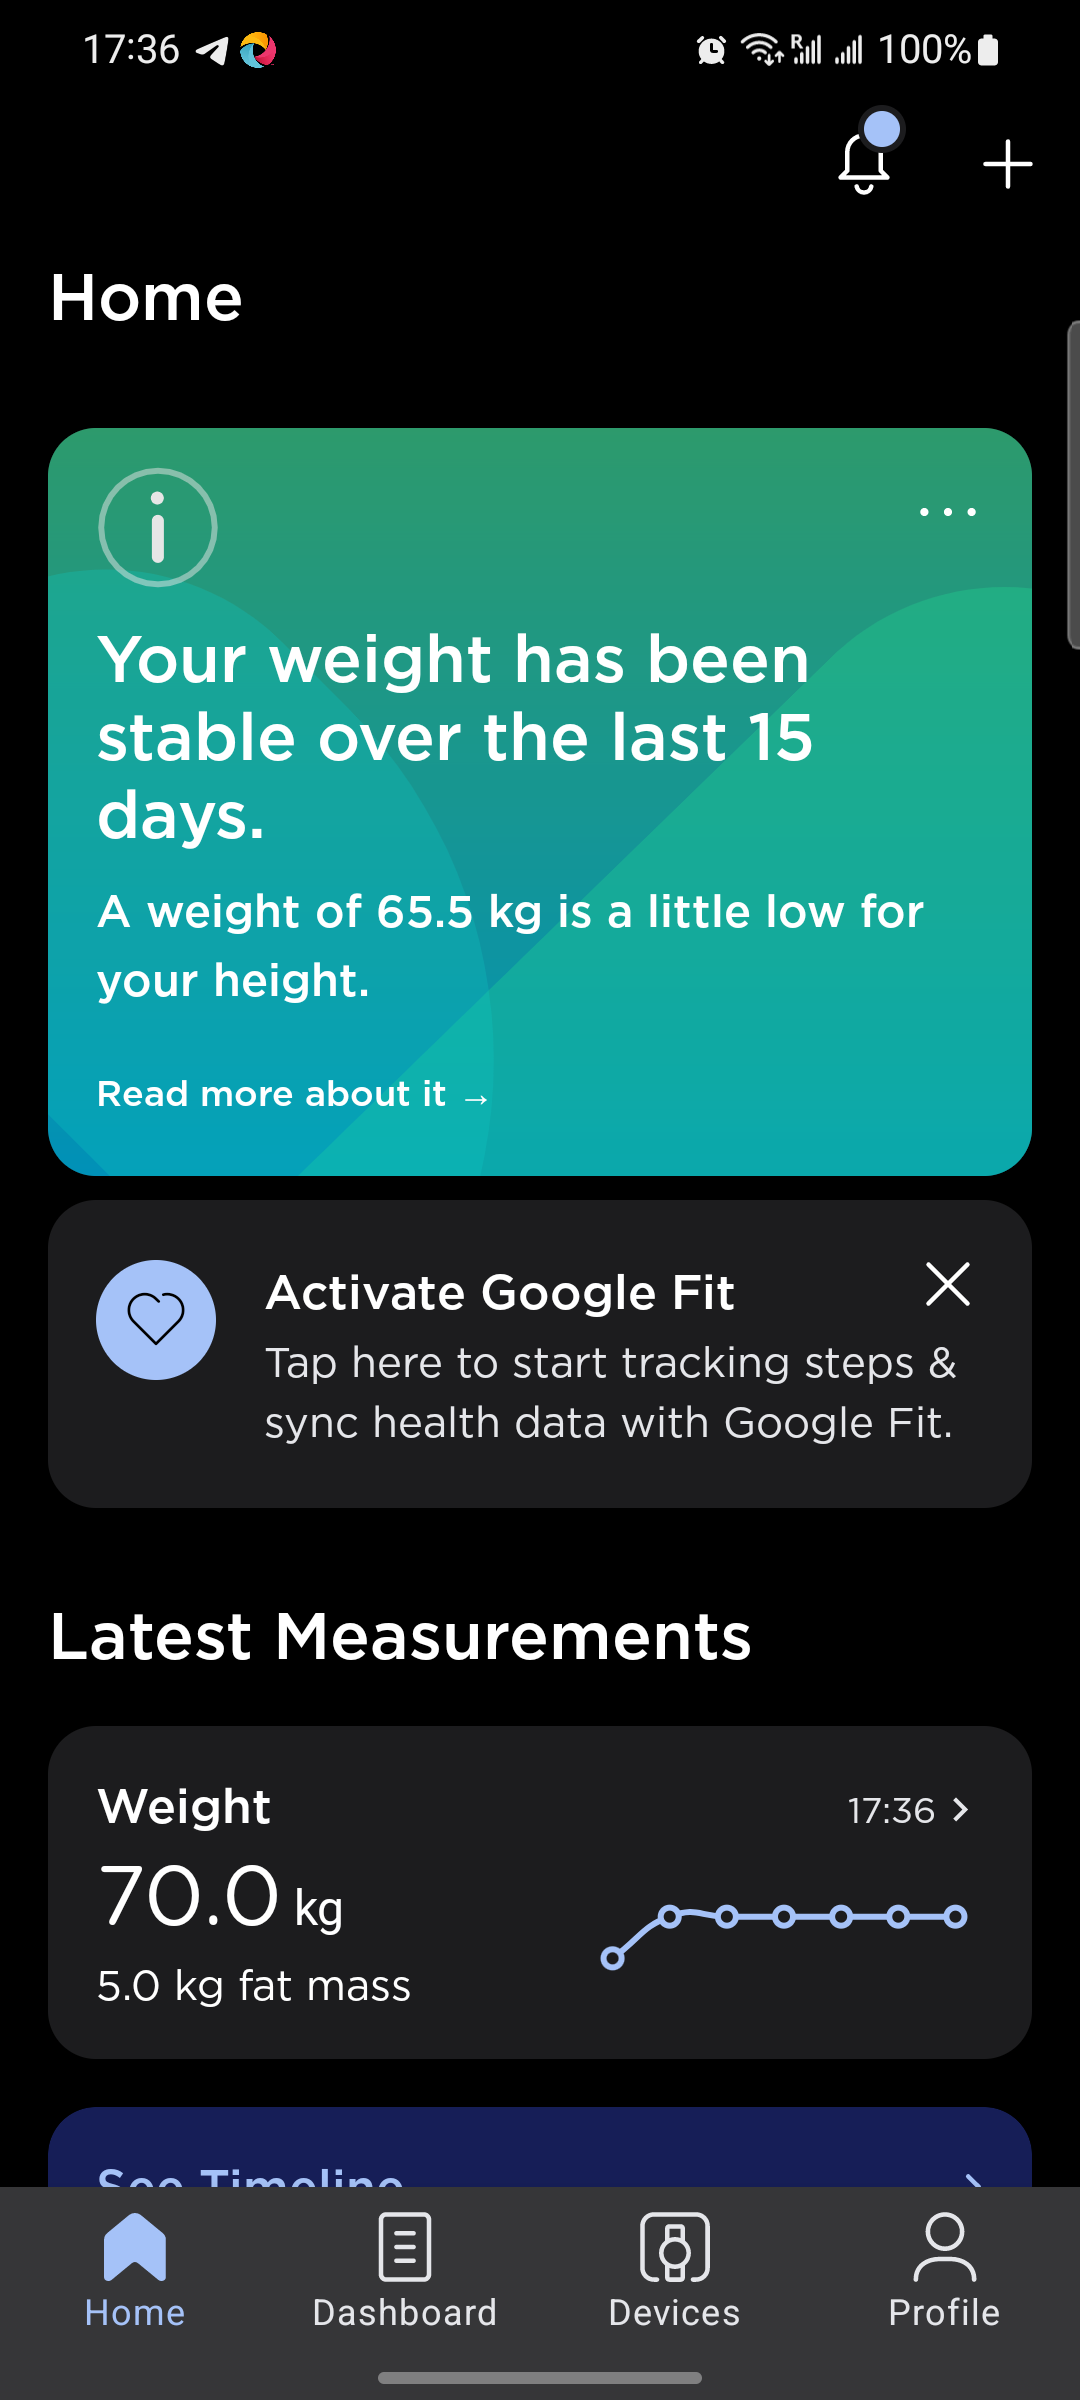 17:36
R
100%
Home
Your weight has been
stable over the last 15
days.
A weight of 65.5 kg is a little low for
your height.
Read more about it →
Activate Google Fit
Tap here to start tracking steps &
sync health data with Google Fit.
Latest Measurements
Weight
17:36
70.0 kg
5.0 kg fat mass
See Timeline
Home
Dashboard
Devices
Profile